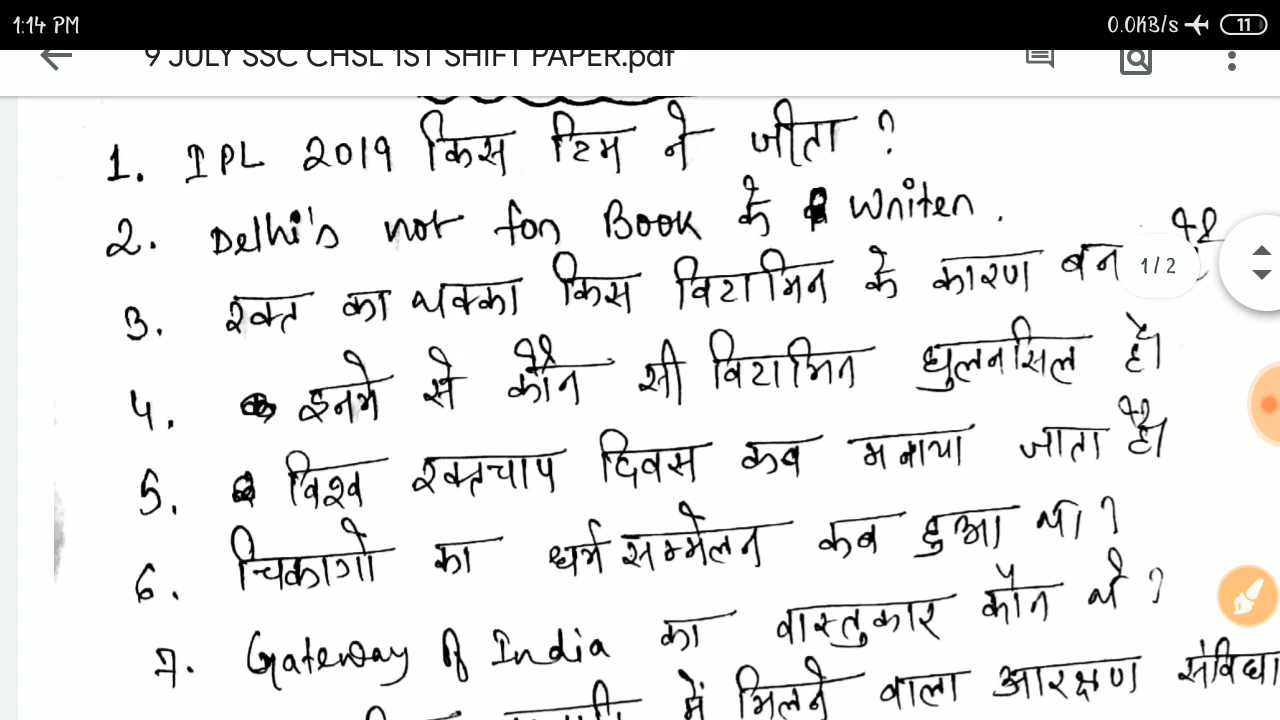 1:14 PM 0.0KB/s 11
9 JULY SSC CHSL 1ST SHIFT PAPER.pdf
1. IPL 2019 किस टिम ने जीता ?
2. Delhi's not for Book के Writer.
3. रक्त का थक्का किस विटामिन के कारण बन
1/2
4. इनमे से कौन सी विटामिन घुलनसिल है।
5. विश्व रक्तचाप दिवस कब मनाया जाता है।
6. चिकागो का धर्म सम्मेलन कब हुआ था ?
7. Gateway of India का वास्तुकार कौन थे ?
में मिलने वाला आरक्षण संविधा